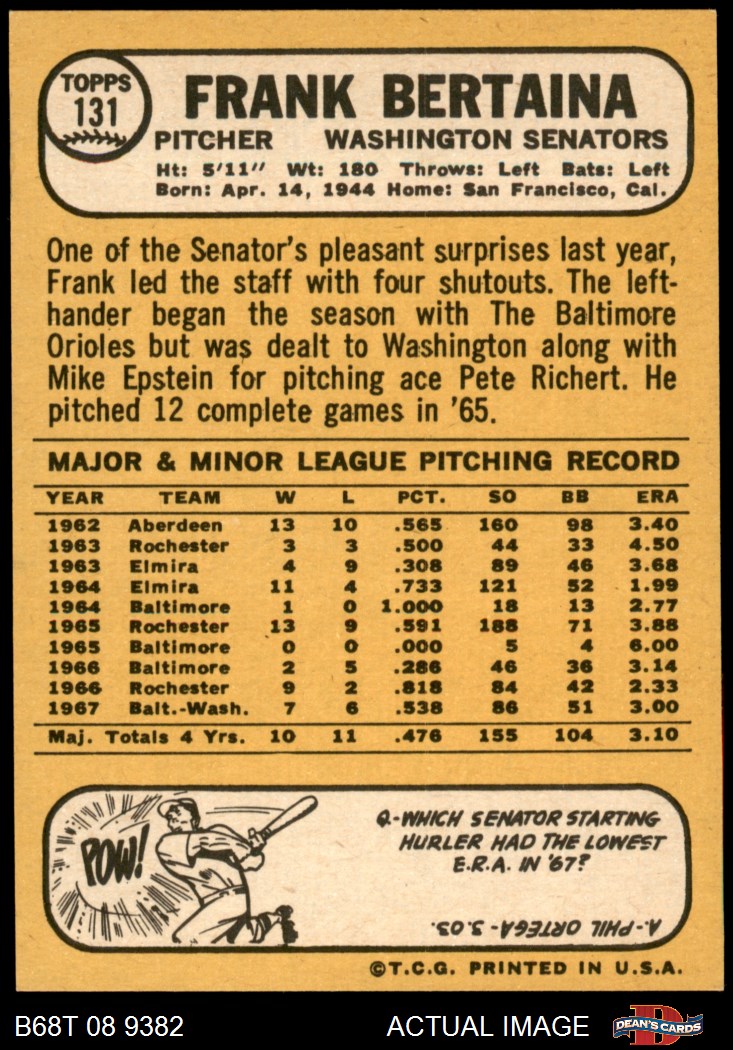 TOPPS
131
FRANK BERTAINA
PITCHER WASHINGTON SENATORS
Ht: 5'11" Wt: 180 Throws: Left Bats: Left
Born: Apr. 14, 1944 Home: San Francisco, Cal.
One of the Senator's pleasant surprises last year,
Frank led the staff with four shutouts. The left-
hander began the season with The Baltimore
Orioles but was dealt to Washington along with
Mike Epstein for pitching ace Pete Richert. He
pitched 12 complete games in '65.
MAJOR & MINOR LEAGUE PITCHING RECORD
YEAR TEAM W L PCT. SO BB ERA
1962 Aberdeen 13 10 .565 160 98 3.40
1963 Rochester 3 3 .500 44 33 4.50
1963 Elmira 4 9 .308 89 46 3.68
1964 Elmira 11 4 .733 121 52 1.99
1964 Baltimore 1 0 1.000 18 13 2.77
1965 Rochester 13 9 .591 188 71 3.88
1965 Baltimore 0 0 .000 5 4 6.00
1966 Baltimore 2 5 .286 46 36 3.14
1966 Rochester 9 2 .818 84 42 2.33
1967 Balt.-Wash. 7 6 .538 86 51 3.00
Maj. Totals 4 Yrs. 10 11 .476 155 104 3.10
POW!
Q.-WHICH SENATOR STARTING
HURLER HAD THE LOWEST
E.R.A. IN '67?
A.-PHIL ORTEGA-3.03.
©T.C.G. PRINTED IN U.S.A.
B68T 08 9382 ACTUAL IMAGE D DEAN'S CARDS